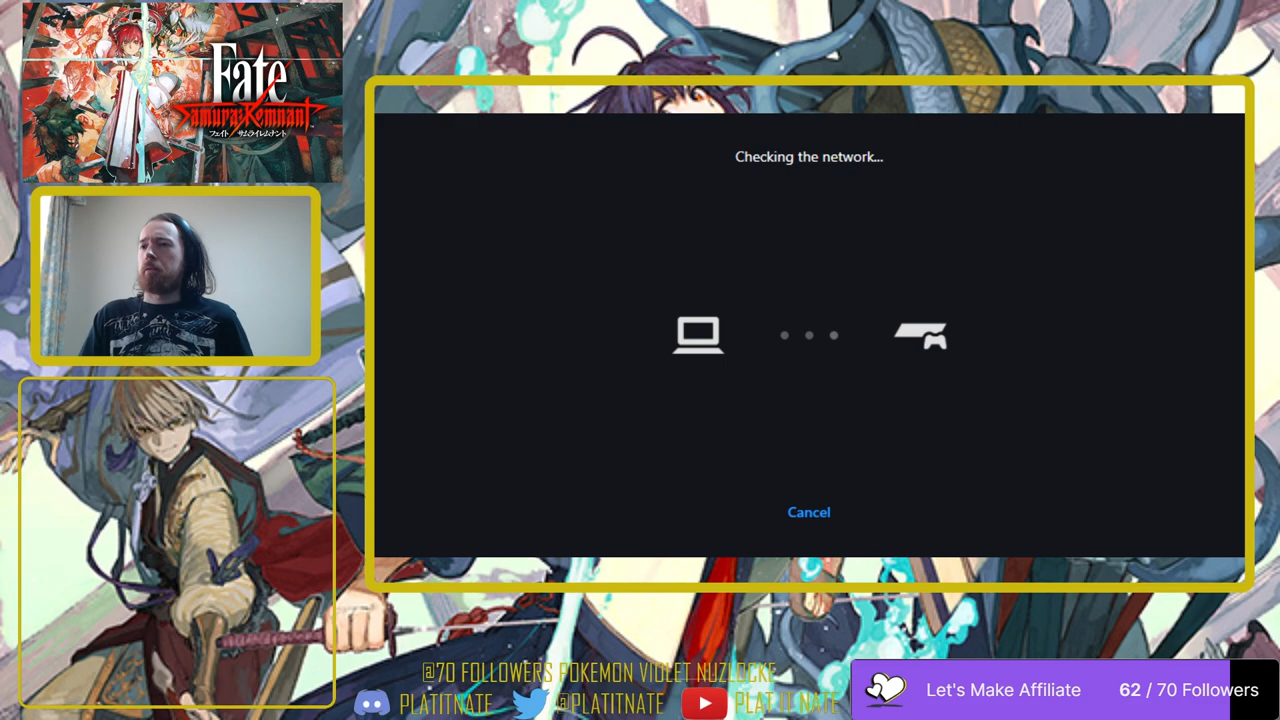 Fate
Samurai Remnant
フェイト サムライレムナント
Checking the network...
Cancel
@70 FOLLOWERS POKEMON VIOLET NUZLOCKE
PLATITNATE @PLATITNATE PLAT IT NATE
Let's Make Affiliate 62 / 70 Followers